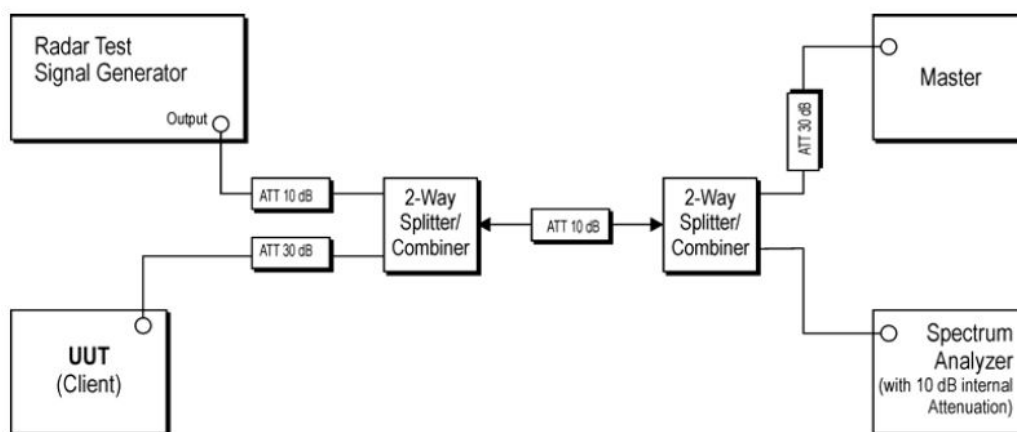 Radar Test
Signal Generator
Output
ATT 10 dB
ATT 30 dB
2-Way
Splitter/
Combiner
ATT 10 dB
2-Way
Splitter/
Combiner
ATT 30 dB
Master
UUT
(Client)
Spectrum
Analyzer
(with 10 dB internal
Attenuation)